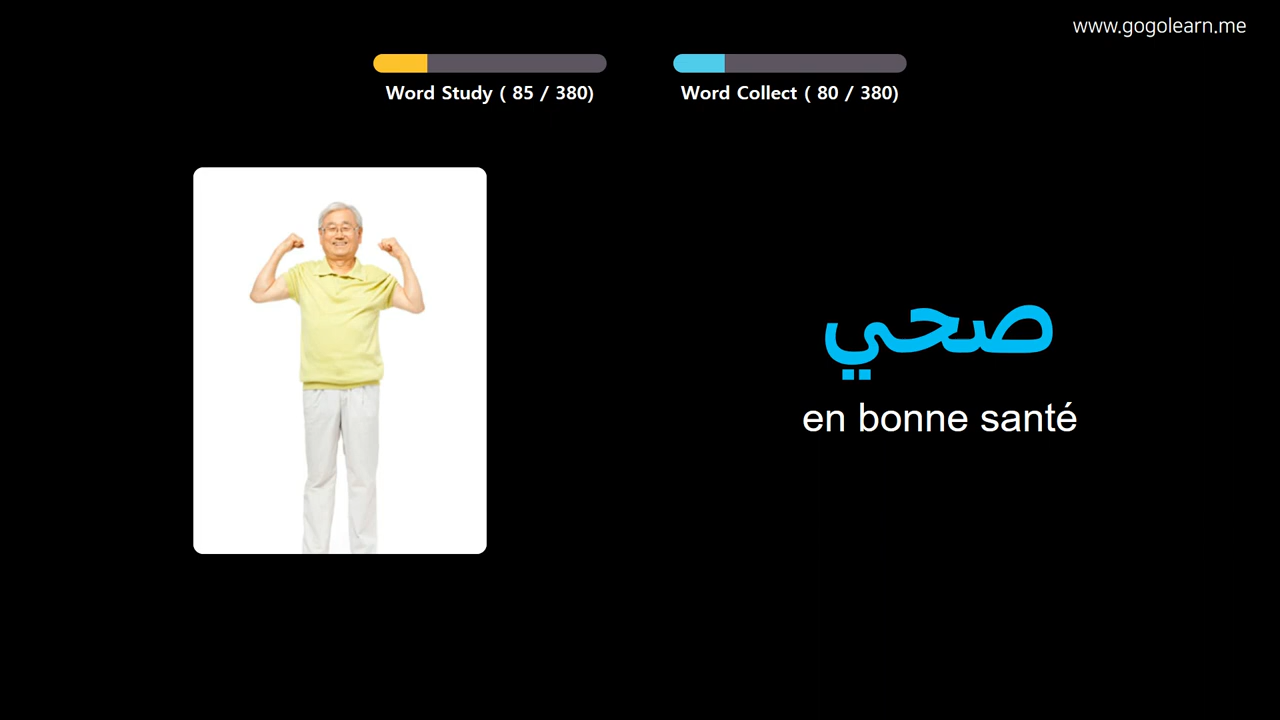 www.gogolearn.me
Word Study ( 85 / 380)
Word Collect ( 80 / 380)
صحي
en bonne santé